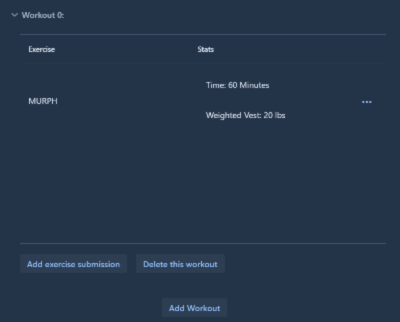 Workout 0:
Exercise Stats
Time: 60 Minutes
MURPH
Weighted Vest: 20 lbs
Add exercise submission Delete this workout
Add Workout